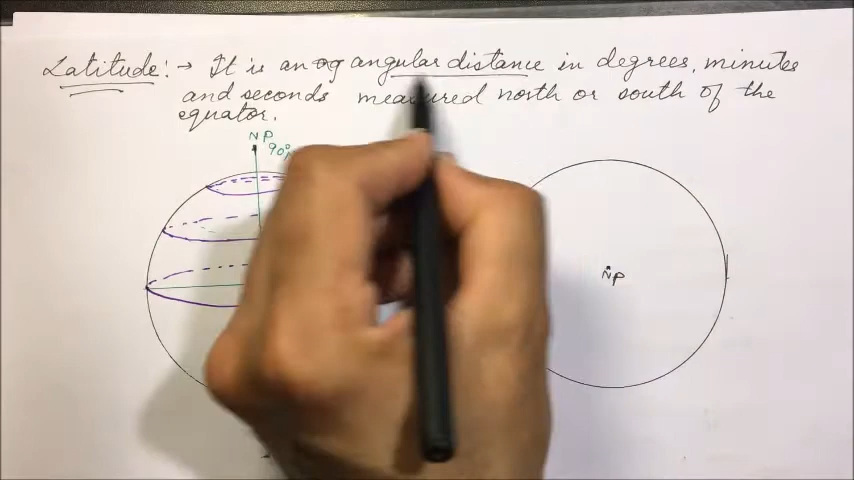 Latitude: → It is an angular distance in degrees, minutes
and seconds measured north or south of the
equator.
NP
90°
NP